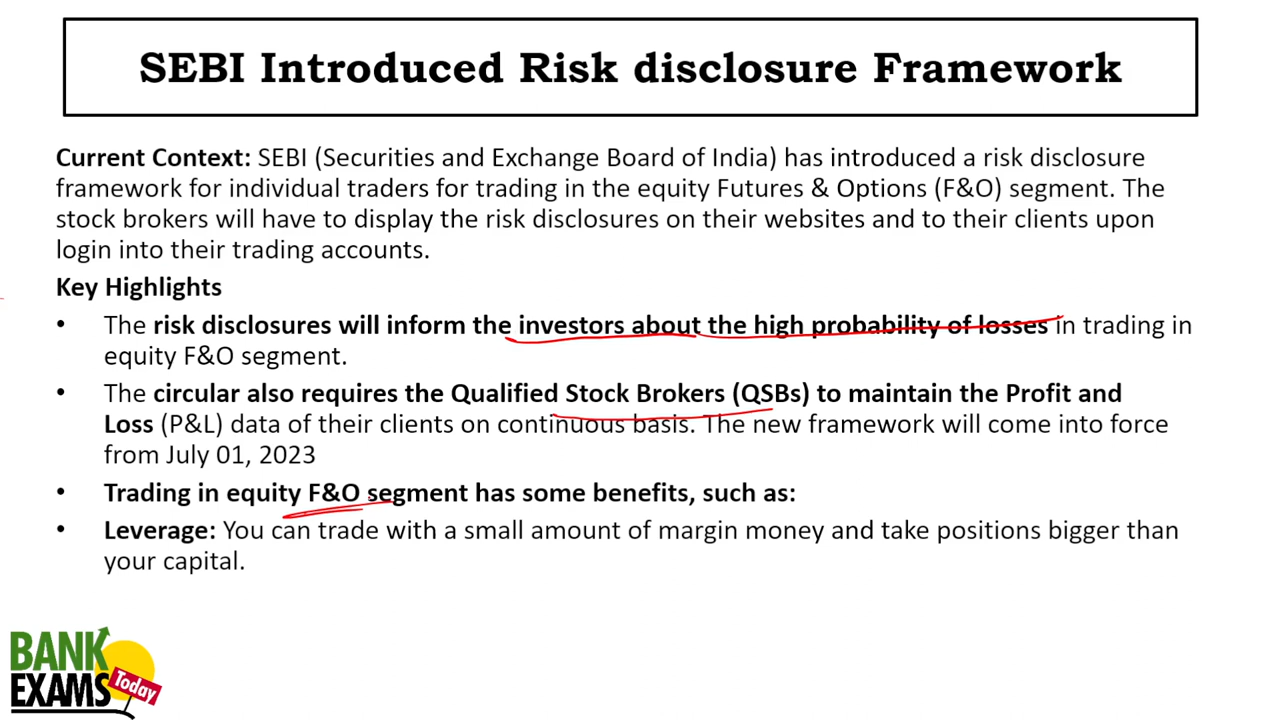 SEBI Introduced Risk disclosure Framework
Current Context: SEBI (Securities and Exchange Board of India) has introduced a risk disclosure
framework for individual traders for trading in the equity Futures & Options (F&O) segment. The
stock brokers will have to display the risk disclosures on their websites and to their clients upon
login into their trading accounts.
Key Highlights
• The risk disclosures will inform the investors about the high probability of losses in trading in
equity F&O segment.
• The circular also requires the Qualified Stock Brokers (QSBs) to maintain the Profit and
Loss (P&L) data of their clients on continuous basis. The new framework will come into force
from July 01, 2023
• Trading in equity F&O segment has some benefits, such as:
• Leverage: You can trade with a small amount of margin money and take positions bigger than
your capital.
BANK
EXAMS
Today